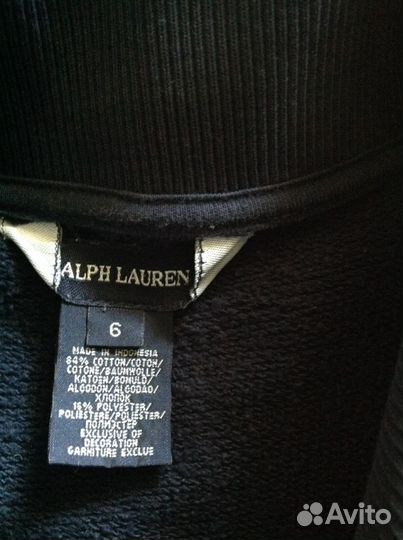 ALPH LAUREN
6
MADE IN INDONESIA
84% COTTON/COTON/
COTONE/BAUMWOLLE/
KATOEN/BOMULD/
ALGODON/ALGODAO/
ХЛОПОК
16% POLYESTER/
POLIESTERE/POLIESTER/
ПОЛИЭСТЕР
EXCLUSIVE OF
DECORATION
GARNITURE EXCLUE
Avito